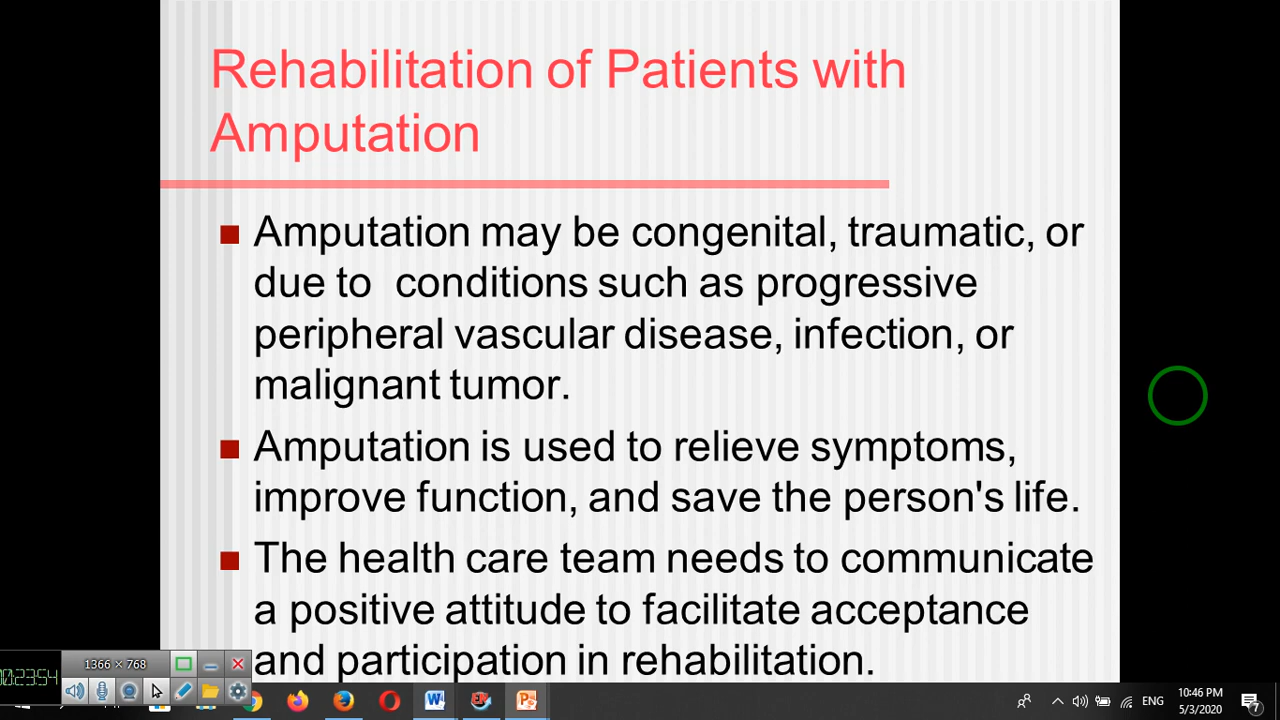 Rehabilitation of Patients with
Amputation
Amputation may be congenital, traumatic, or
due to conditions such as progressive
peripheral vascular disease, infection, or
malignant tumor.
Amputation is used to relieve symptoms,
improve function, and save the person's life.
The health care team needs to communicate
a positive attitude to facilitate acceptance
and participation in rehabilitation.
1366 × 768
02354
ENG
10:46 PM
5/3/2020
7